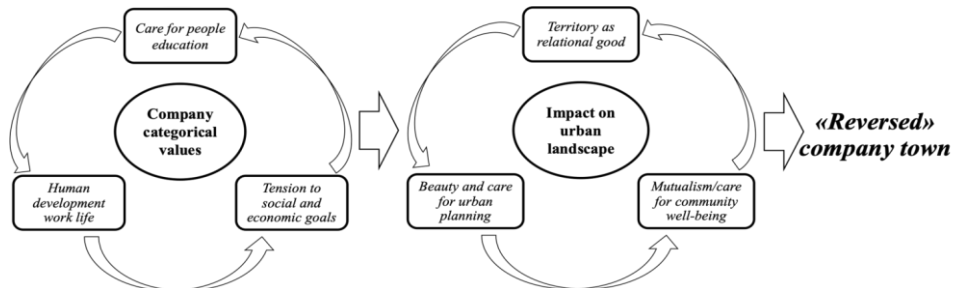 Care for people
education
Company
categorical
values
Human
development
work life
Tension to
social and
economic goals
Territory as
relational good
Impact on
urban
landscape
Beauty and care
for urban
planning
Mutualism/care
for community
well-being
«Reversed»
company town